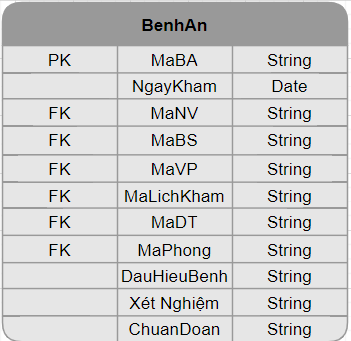 BenhAn
PK MaBA String
NgayKham Date
FK MaNV String
FK MaBS String
FK MaVP String
FK MaLichKham String
FK MaDT String
FK MaPhong String
DauHieuBenh String
Xét Nghiệm String
ChuanDoan String